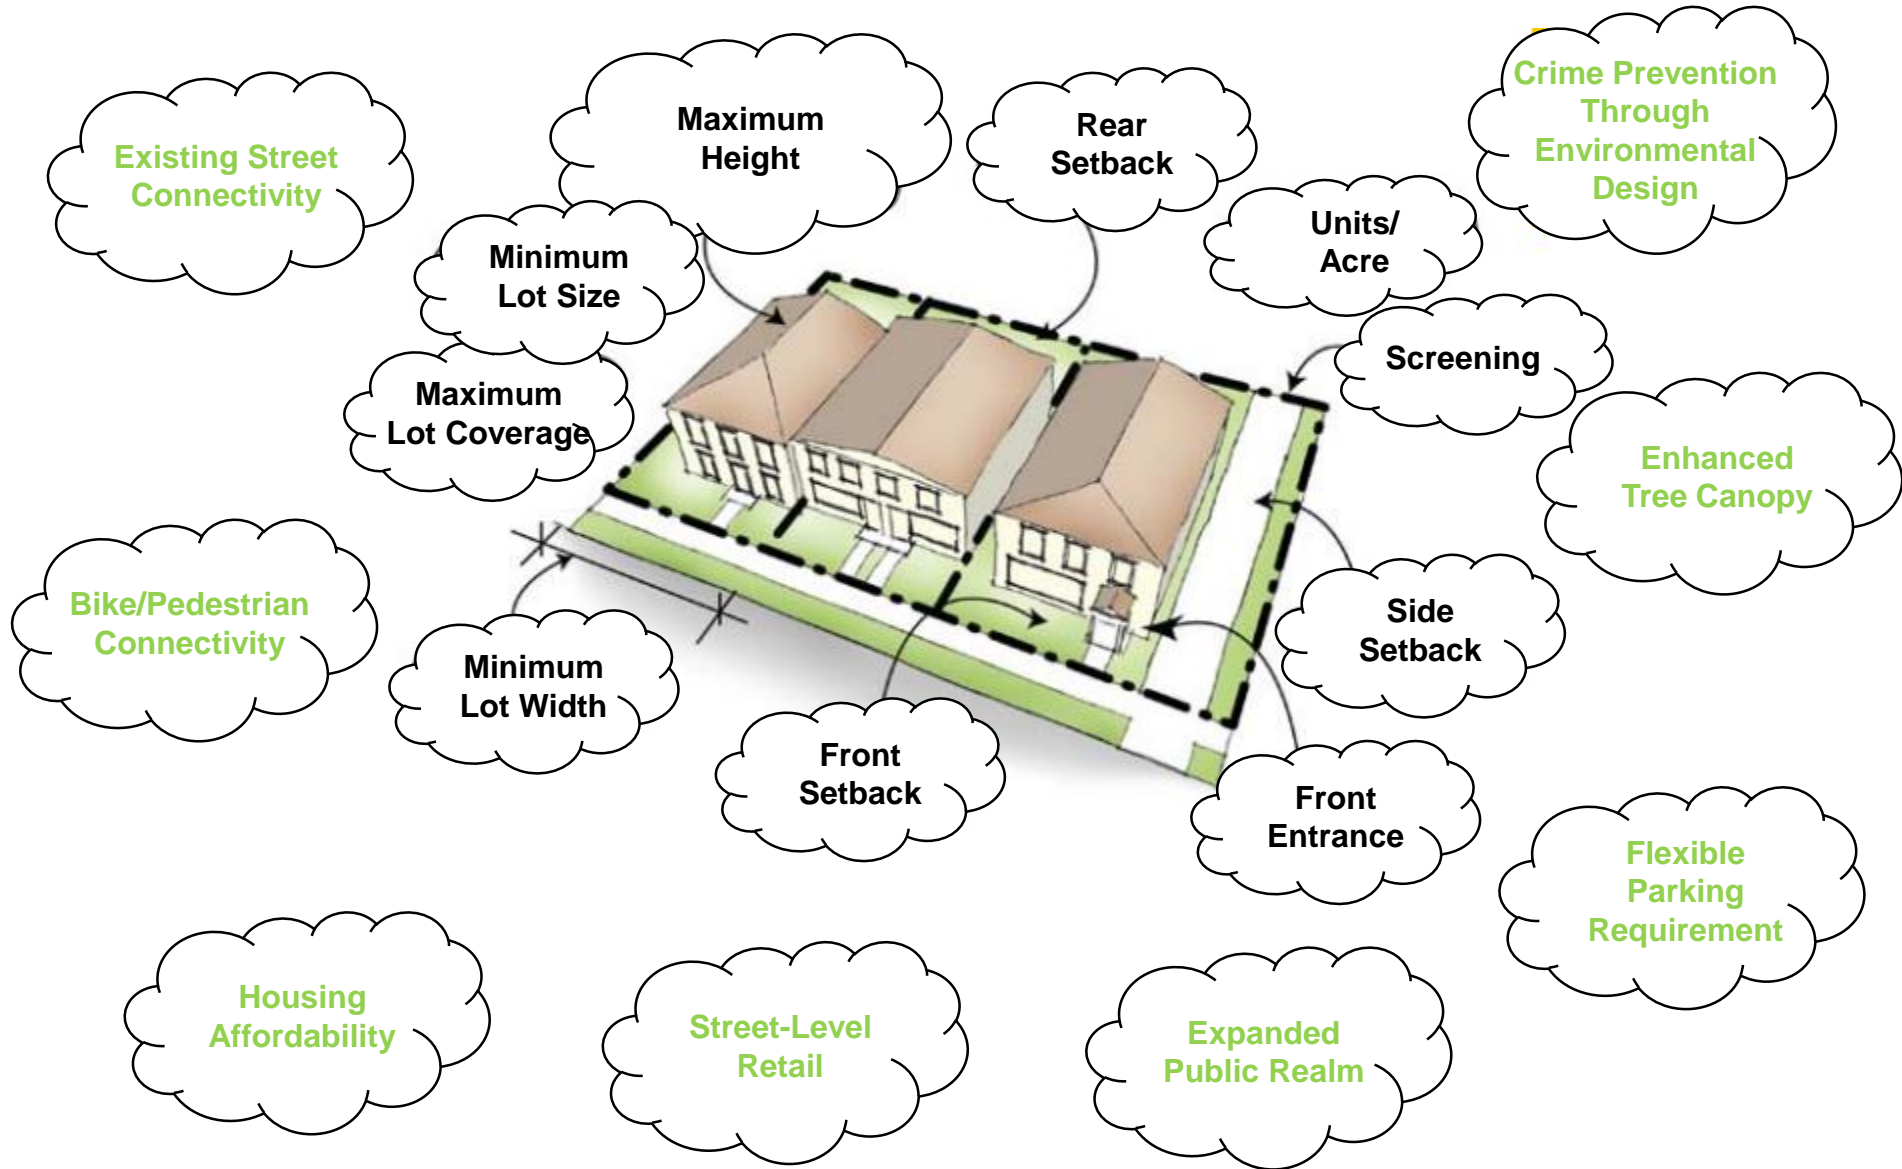 Crime Prevention
Through
Environmental
Design
Maximum
Height
Rear
Setback
Existing Street
Connectivity
Units/
Acre
Minimum
Lot Size
Screening
Maximum
Lot Coverage
Enhanced
Tree Canopy
Bike/Pedestrian
Connectivity
Side
Setback
Minimum
Lot Width
Front
Setback
Front
Entrance
Flexible
Parking
Requirement
Housing
Affordability
Street-Level
Retail
Expanded
Public Realm